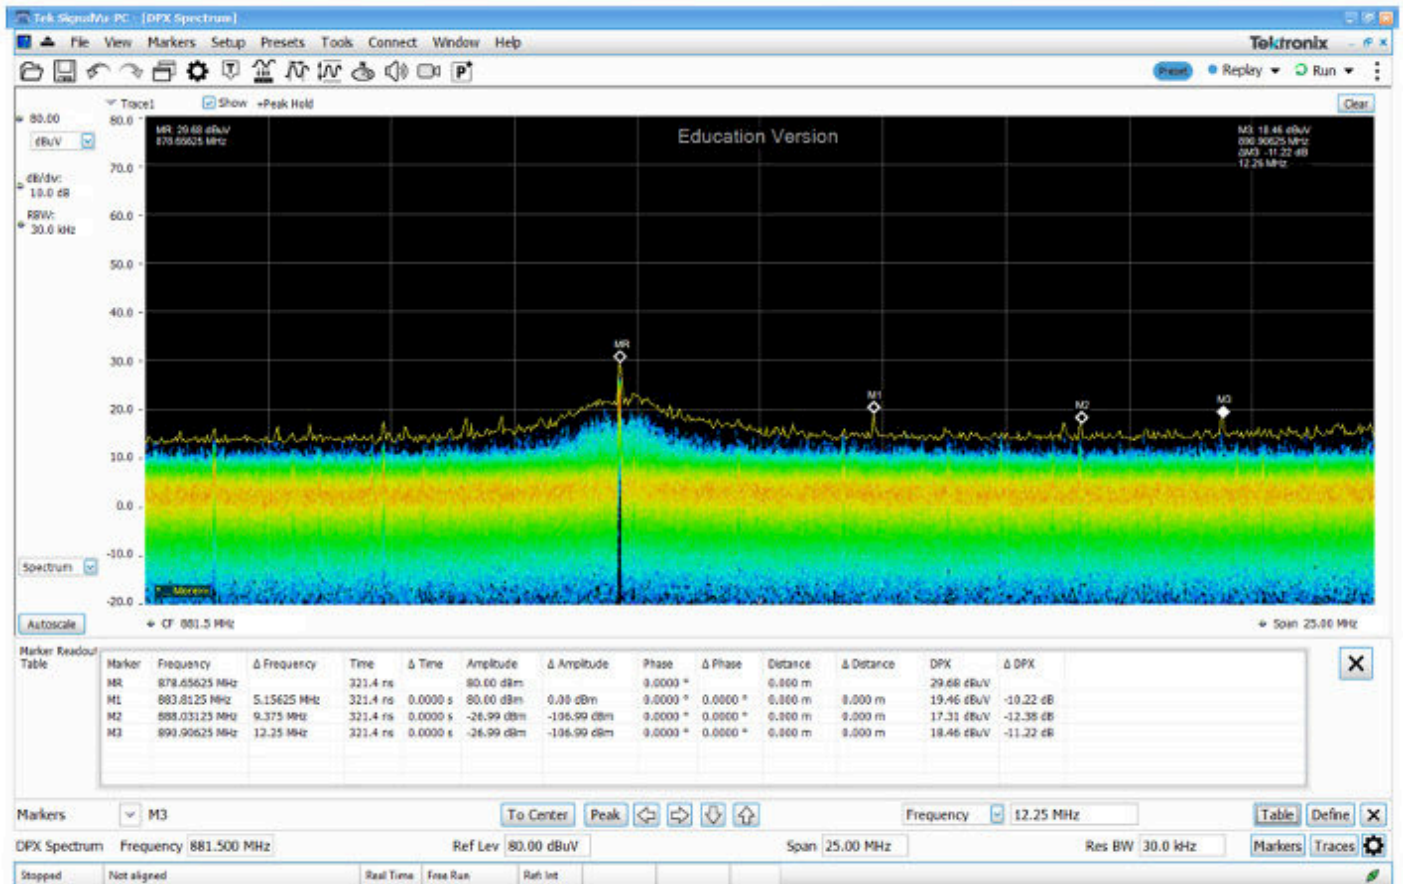 Tek SignalVu-PC - [DPX Spectrum]
File View Markers Setup Presets Tools Connect Window Help
Tektronix
Preset Replay Run
Trace1 Show +Peak Hold Clear
80.00
dBuV
dB/div:
10.0 dB
RBW:
30.0 kHz
80.0
70.0
60.0
50.0
40.0
30.0
20.0
10.0
0.0
-10.0
-20.0
MR: 29.68 dBuV
878.65625 MHz
Education Version
M3: 18.46 dBuV
890.90625 MHz
ΔM3: -11.22 dB
12.25 MHz
MR
M1
M2
M3
Spectrum
Autoscale
CF 881.5 MHz
Span 25.00 MHz
Marker Readout
Table
Marker Frequency Δ Frequency Time Δ Time Amplitude Δ Amplitude Phase Δ Phase Distance Δ Distance DPX Δ DPX
MR 878.65625 MHz 321.4 ns 80.00 dBm 0.0000 ° 0.000 m 29.68 dBuV
M1 883.8125 MHz 5.15625 MHz 321.4 ns 0.0000 s 80.00 dBm 0.00 dBm 0.0000 ° 0.0000 ° 0.000 m 0.000 m 19.46 dBuV -10.22 dB
M2 888.03125 MHz 9.375 MHz 321.4 ns 0.0000 s -26.99 dBm -106.99 dBm 0.0000 ° 0.0000 ° 0.000 m 0.000 m 17.31 dBuV -12.38 dB
M3 890.90625 MHz 12.25 MHz 321.4 ns 0.0000 s -26.99 dBm -106.99 dBm 0.0000 ° 0.0000 ° 0.000 m 0.000 m 18.46 dBuV -11.22 dB
Markers M3 To Center Peak Frequency 12.25 MHz Table Define
DPX Spectrum Frequency 881.500 MHz Ref Lev 80.00 dBuV Span 25.00 MHz Res BW 30.0 kHz Markers Traces
Stopped Not aligned Real Time Free Run Ref: Int